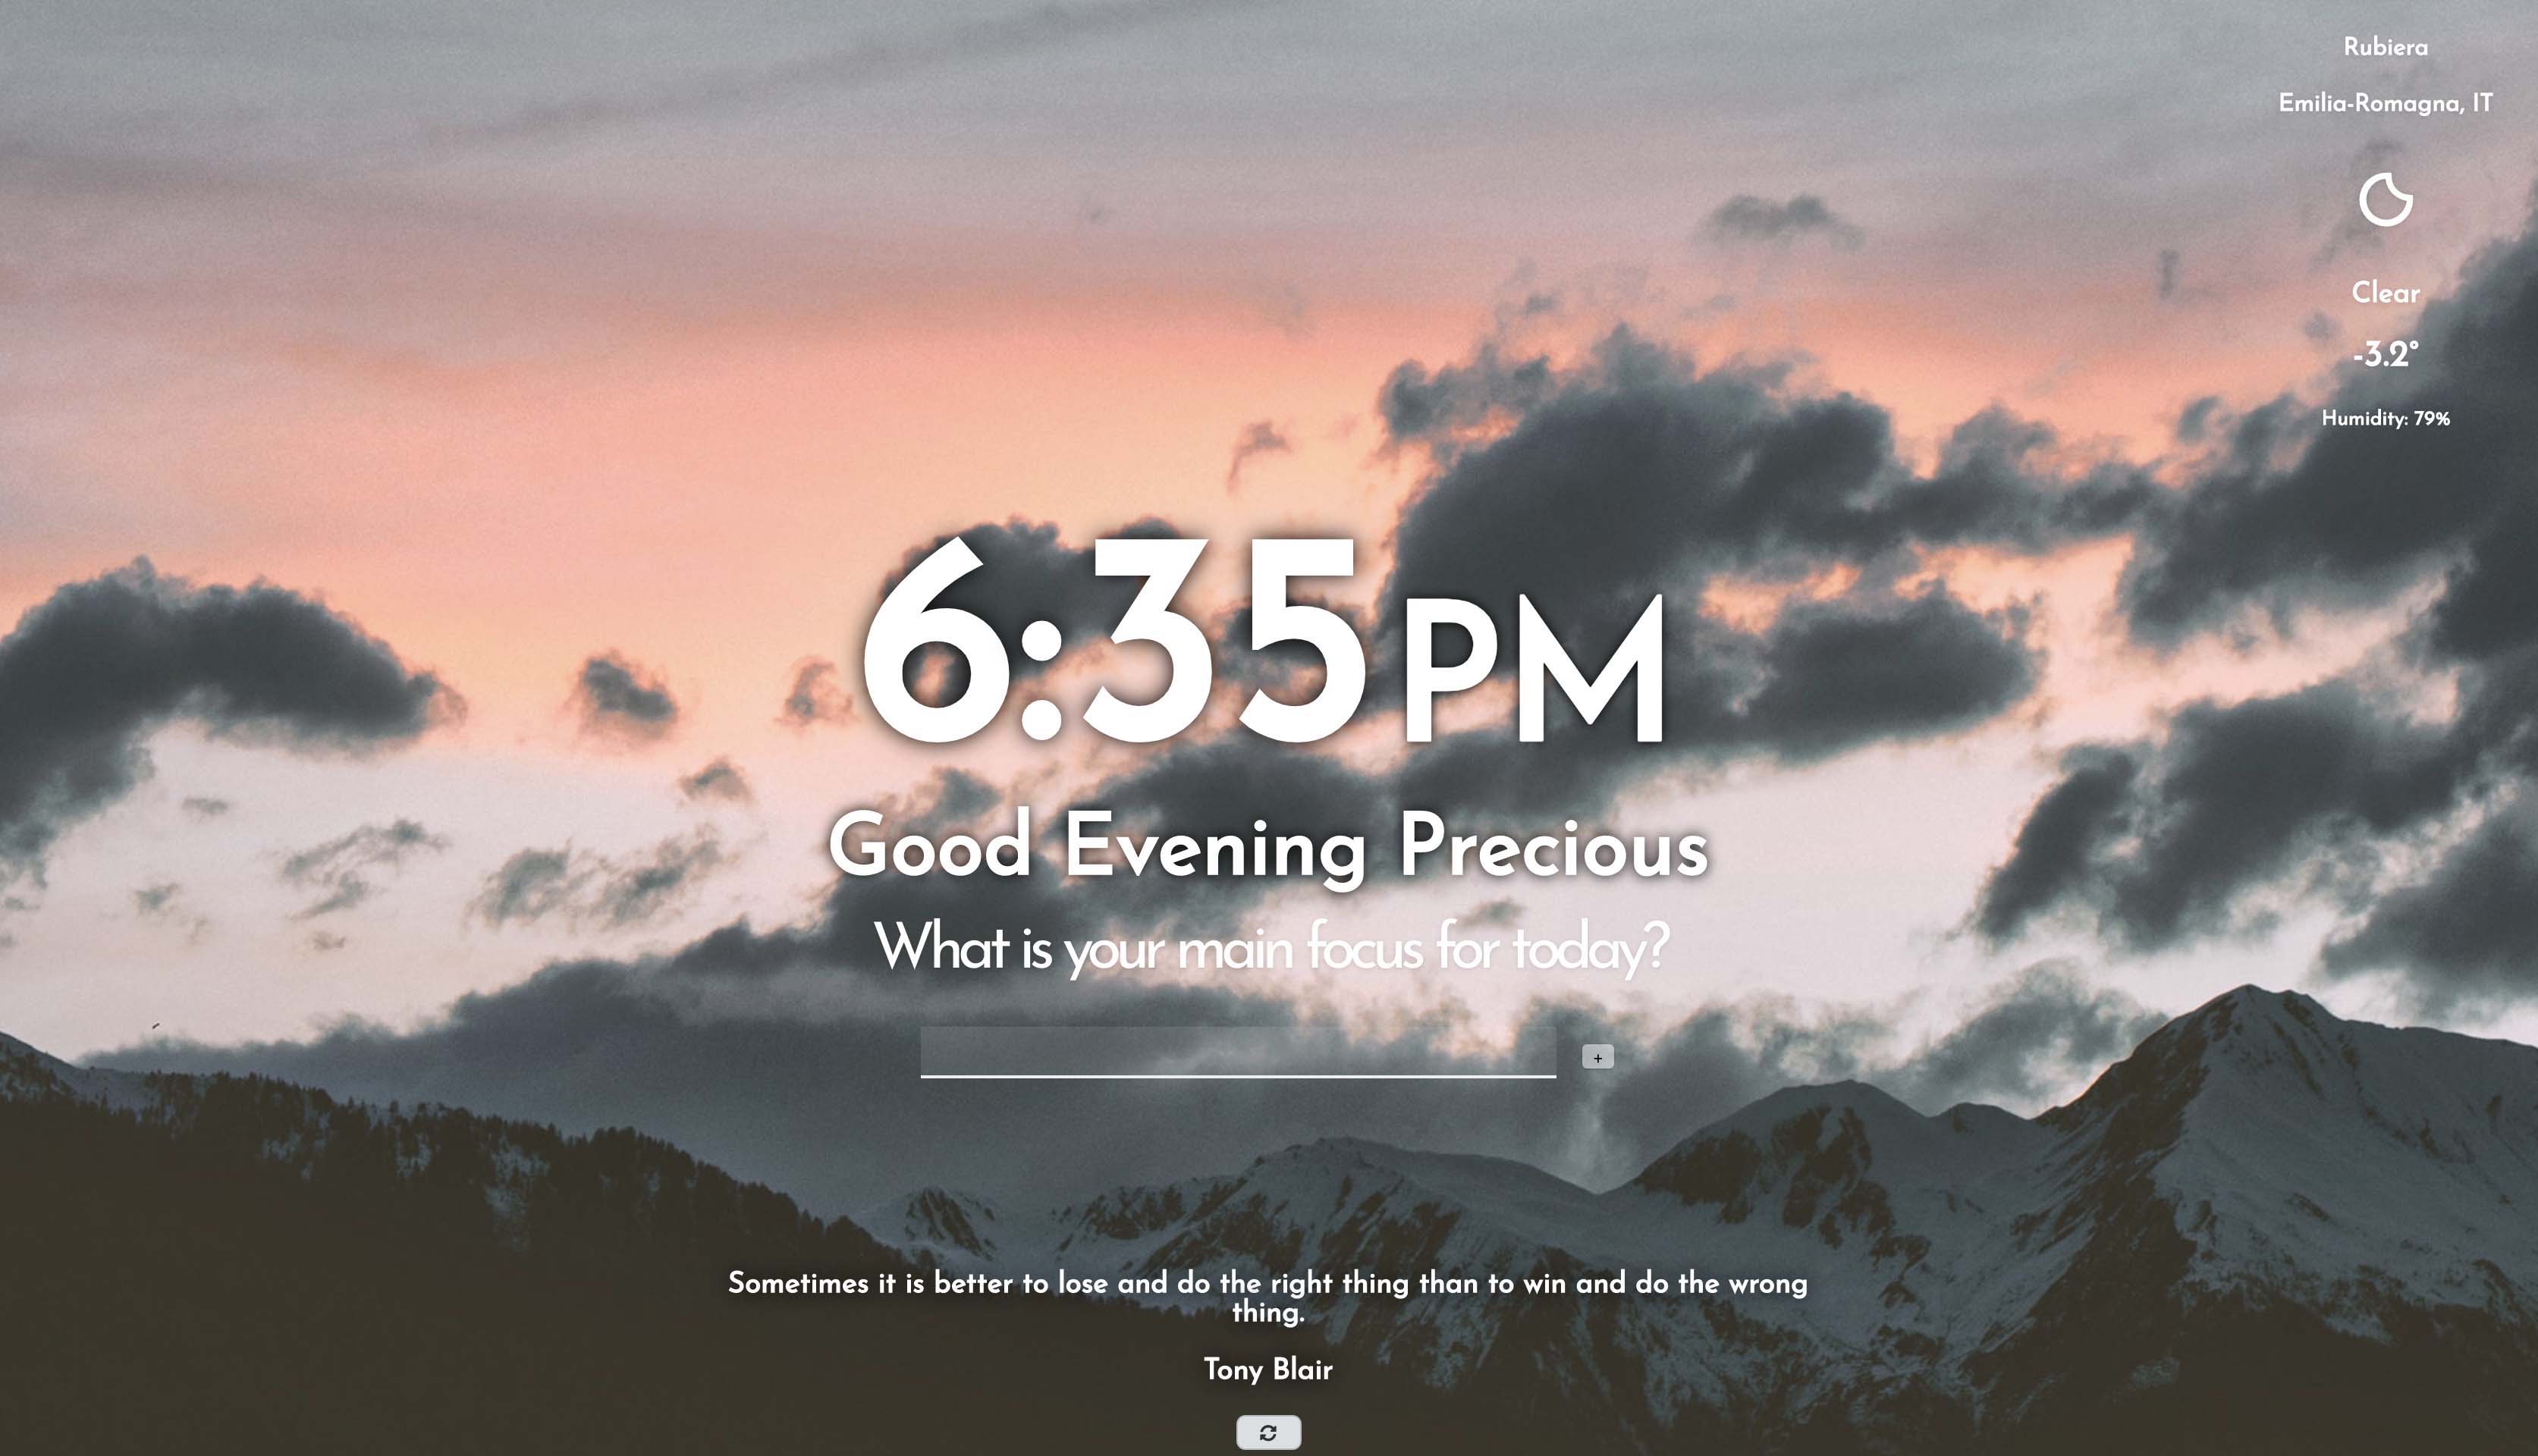 Rubiera
Emilia-Romagna, IT
Clear
-3.2°
Humidity: 79%
6:35 PM
Good Evening Precious
What is your main focus for today?
+
Sometimes it is better to lose and do the right thing than to win and do the wrong
thing.
Tony Blair